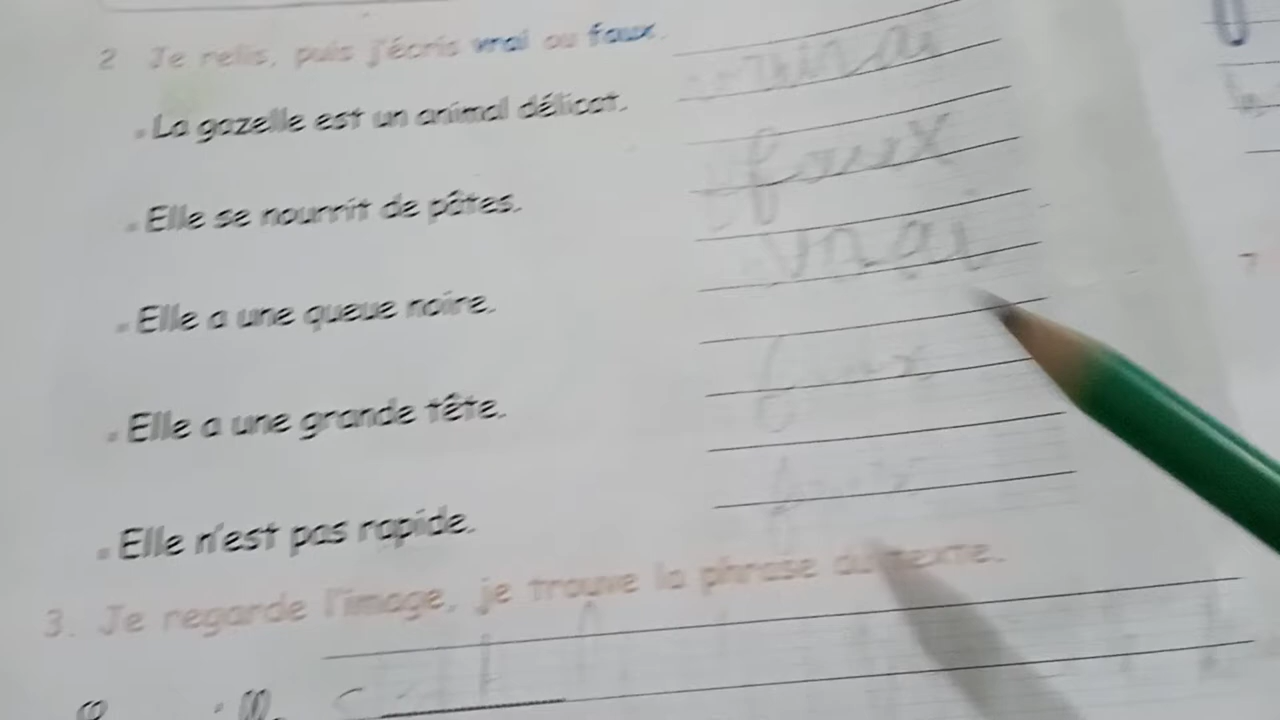 2 Je relis, puis j'écris vrai ou faux.
. La gazelle est un animal délicat. vrai
. Elle se nourrit de pâtes. faux
. Elle a une queue noire. vrai
. Elle a une grande tête. faux
. Elle n'est pas rapide. faux
3. Je regarde l'image, je trouve la phrase du texte.